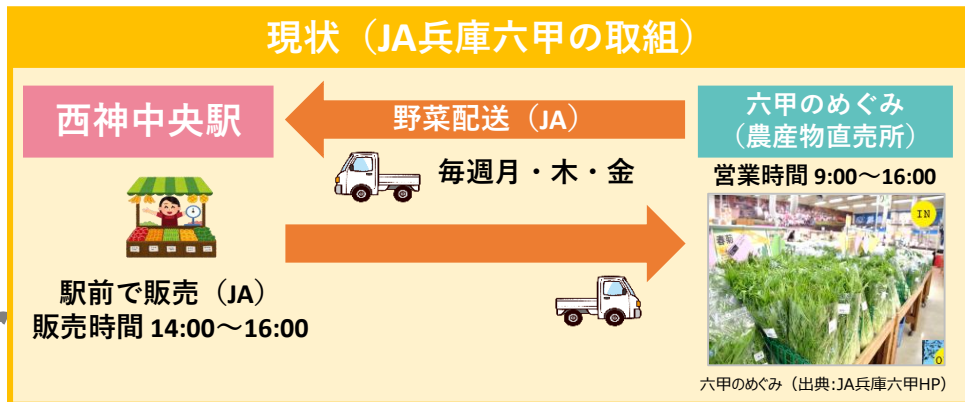 現状（JA兵庫六甲の取組）
西神中央駅
野菜配送（JA）
毎週月・木・金
六甲のめぐみ
（農産物直売所）
営業時間 9:00～16:00
春菊
IN
駅前で販売（JA）
販売時間 14:00～16:00
六甲のめぐみ（出典:JA兵庫六甲HP）